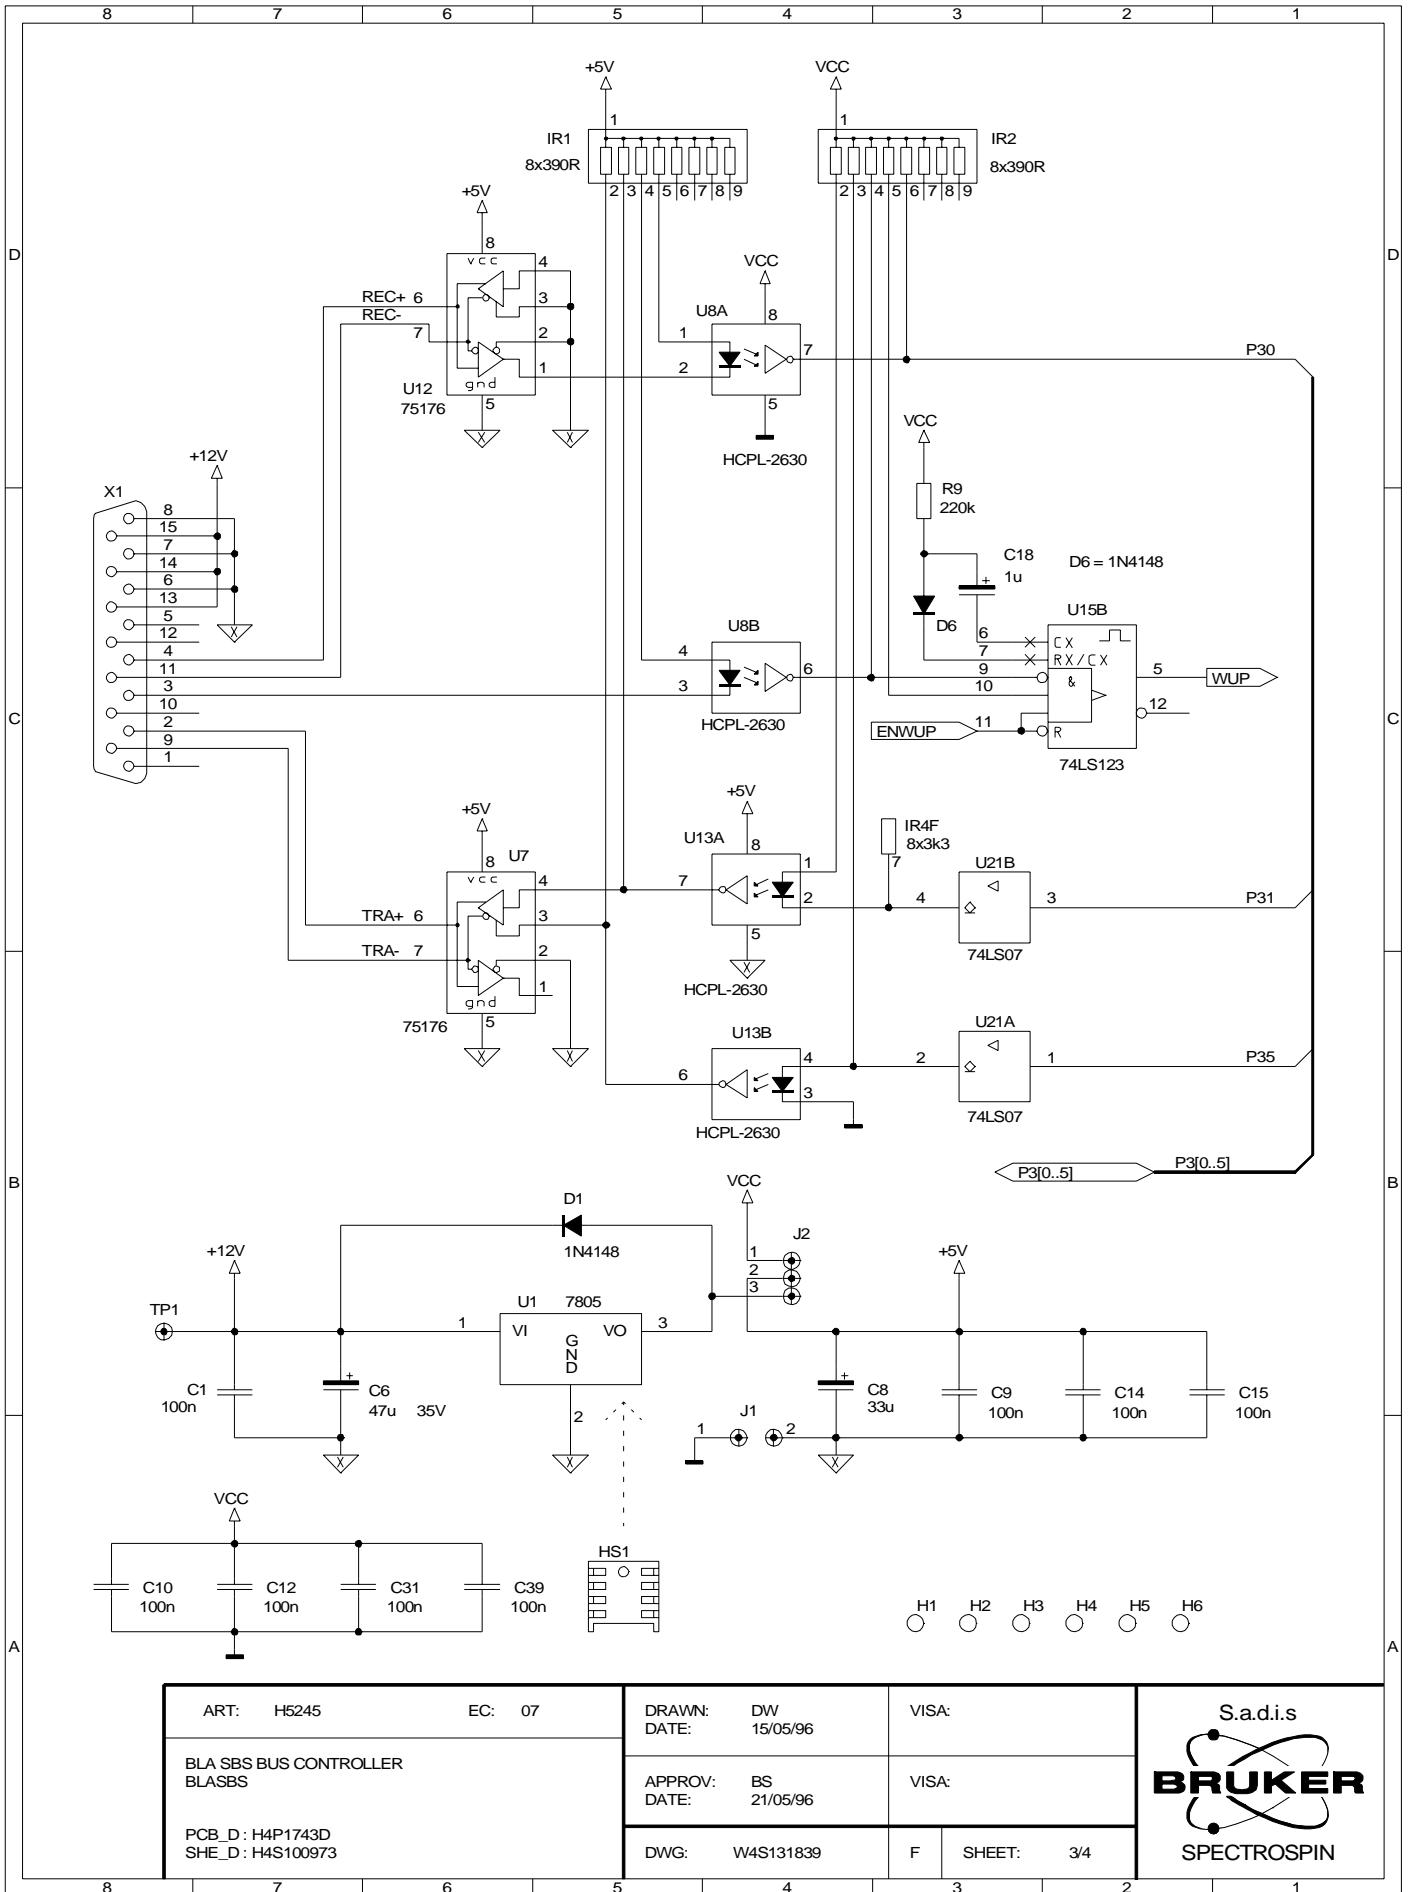 8 7 6 5 4 3 2 1
+5V VCC
1 1
IR1 IR2
8x390R 8x390R
2 3 4 5 6 7 8 9 2 3 4 5 6 7 8 9
+5V
8
vcc
4
3
2
1
gnd
5
REC+ 6
REC- 7
U12
75176
X
X
D D
VCC
U8A
8
1
2
7
5
HCPL-2630
P30
VCC
R9
220k
C18
1u
+
D6 = 1N4148
D6
U15B
6 CX
7 RX/CX
9
10
&
11 R
5
12
WUP
ENWUP
74LS123
+12V
X1
8
15
7
14
6
13
5
12
4
11
3
10
2
9
1
X
U8B
4
3
6
HCPL-2630
C C
+5V
U13A
8
7
1
2
5
X
HCPL-2630
IR4F
8x3k3
7
U21B
4 3
74LS07
P31
+5V
U7
8
vcc
4
3
2
1
gnd
5
TRA+ 6
TRA- 7
75176
X
X
U13B
6
4
3
HCPL-2630
U21A
2 1
74LS07
P35
P3[0..5] P3[0..5]
B B
D1
1N4148
VCC
J2
1
2
3
+12V
+5V
TP1
U1 7805
1 VI VO 3
GND
2
X
C1
100n
+
C6
47u 35V
X
+
C8
33u
C9
100n
C14
100n
C15
100n
J1
1 2
X
VCC
C10
100n
C12
100n
C31
100n
C39
100n
HS1
H1 H2 H3 H4 H5 H6
A A
ART: H5245 EC: 07
BLA SBS BUS CONTROLLER
BLASBS
PCB_D : H4P1743D
SHE_D : H4S100973
DRAWN: DW
DATE: 15/05/96
VISA:
APPROV: BS
DATE: 21/05/96
VISA:
DWG: W4S131839 F SHEET: 3/4
S.a.d.i.s
BRUKER
SPECTROSPIN
8 7 6 5 4 3 2 1